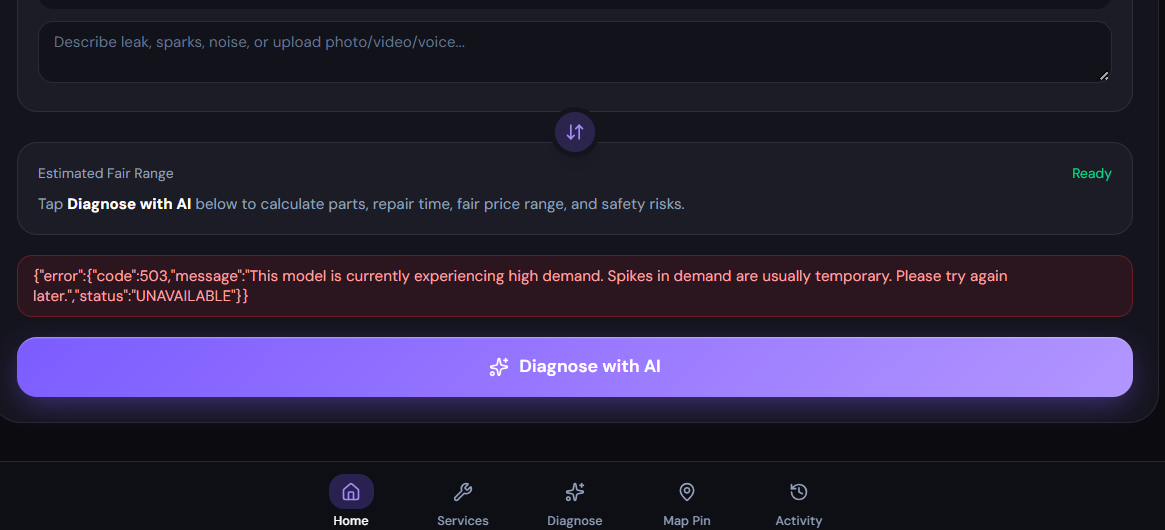 Describe leak, sparks, noise, or upload photo/video/voice...
Estimated Fair Range
Ready
Tap Diagnose with AI below to calculate parts, repair time, fair price range, and safety risks.
{"error":{"code":503,"message":"This model is currently experiencing high demand. Spikes in demand are usually temporary. Please try again
later.","status":"UNAVAILABLE"}}
Diagnose with AI
Home
Services
Diagnose
Map Pin
Activity